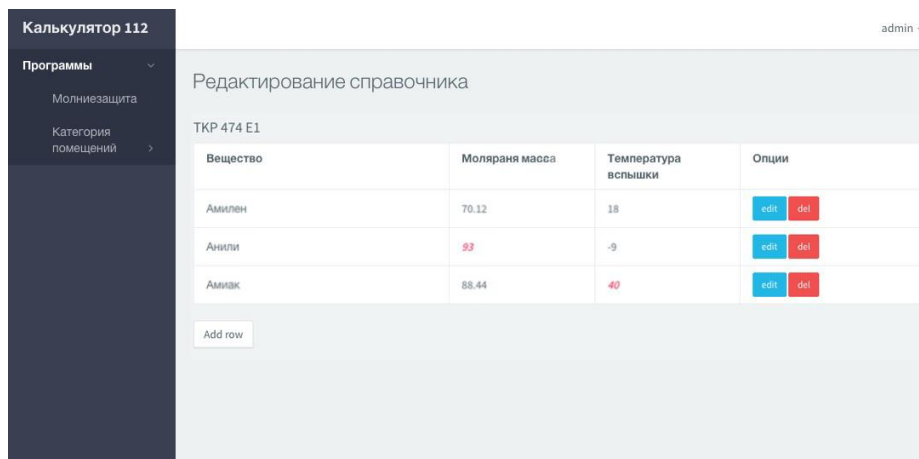 Калькулятор 112
admin
Программы
Молниезащита
Категория
помещений
Редактирование справочника
ТКР 474 Е1
Вещество Моляраня масса Температура
вспышки Опции
Амилен 70.12 18 edit del
Анили 93 -9 edit del
Амиак 88.44 40 edit del
Add row